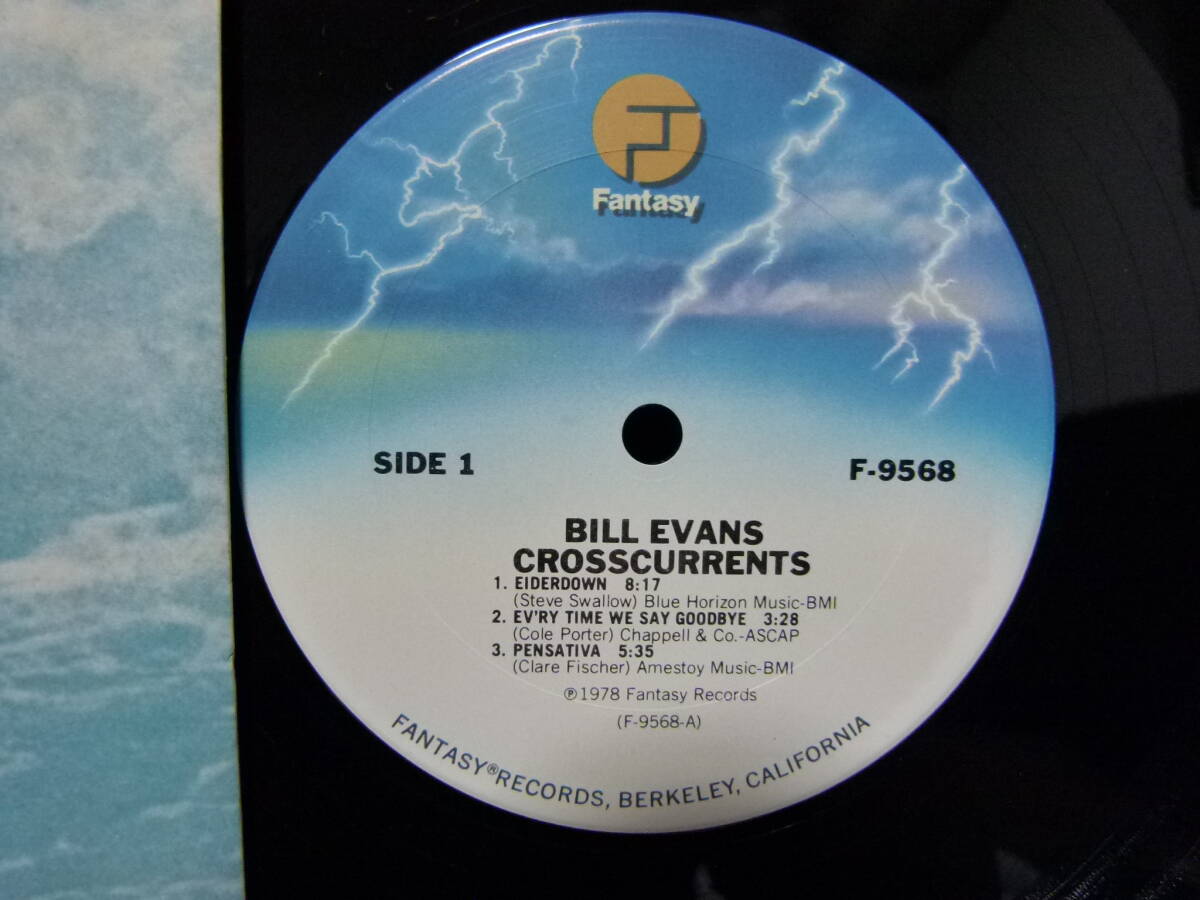 Fantasy
SIDE 1
F-9568
BILL EVANS
CROSSCURRENTS
1. EIDERDOWN 8:17
(Steve Swallow) Blue Horizon Music-BMI
2. EV'RY TIME WE SAY GOODBYE 3:28
(Cole Porter) Chappell & Co.-ASCAP
3. PENSATIVA 5:35
(Clare Fischer) Amestoy Music-BMI
℗1978 Fantasy Records
(F-9568-A)
FANTASY® RECORDS, BERKELEY, CALIFORNIA